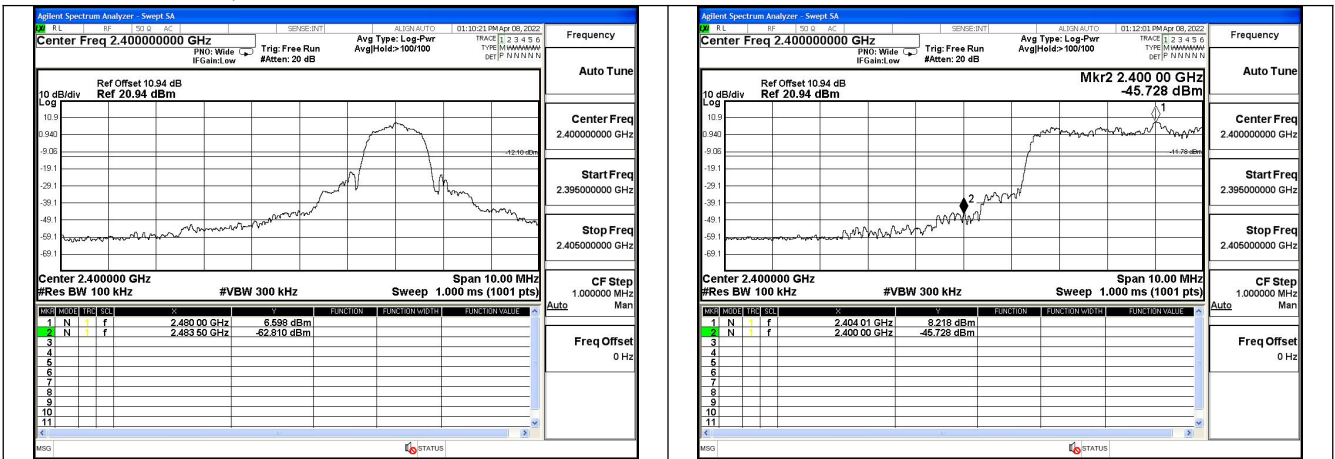 Agilent Spectrum Analyzer - Swept SA
RL RF 50 Ω AC SENSE:INT ALIGN AUTO 01:10:21 PM Apr 08, 2022
Center Freq 2.400000000 GHz
PNO: Wide
IFGain:Low
Trig: Free Run
#Atten: 20 dB
Avg Type: Log-Pwr
Avg|Hold:>100/100
TRACE 1 2 3 4 5 6
TYPE M
DET P N N N N N
Ref Offset 10.94 dB
10 dB/div Ref 20.94 dBm
Log
10.9
0.940
-9.06
-12.10 dBm
-19.1
-29.1
-39.1
-49.1
-59.1
-69.1
Center 2.400000 GHz Span 10.00 MHz
#Res BW 100 kHz #VBW 300 kHz Sweep 1.000 ms (1001 pts)
MKR MODE TRC SCL X Y FUNCTION FUNCTION WIDTH FUNCTION VALUE
1 N 1 f 2.480 00 GHz 6.598 dBm
2 N 1 f 2.483 50 GHz -62.810 dBm
3
4
5
6
7
8
9
10
11
MSG STATUS
Frequency
Auto Tune
Center Freq
2.400000000 GHz
Start Freq
2.395000000 GHz
Stop Freq
2.405000000 GHz
CF Step
1.000000 MHz
Auto Man
Freq Offset
0 Hz
Agilent Spectrum Analyzer - Swept SA
RL RF 50 Ω AC SENSE:INT ALIGN AUTO 01:12:01 PM Apr 08, 2022
Center Freq 2.400000000 GHz
PNO: Wide
IFGain:Low
Trig: Free Run
#Atten: 20 dB
Avg Type: Log-Pwr
Avg|Hold:>100/100
TRACE 1 2 3 4 5 6
TYPE M
DET P N N N N N
Mkr2 2.400 00 GHz
-45.728 dBm
Ref Offset 10.94 dB
10 dB/div Ref 20.94 dBm
Log
1
10.9
0.940
-9.06
-11.78 dBm
-19.1
-29.1
-39.1
2
-49.1
-59.1
-69.1
Center 2.400000 GHz Span 10.00 MHz
#Res BW 100 kHz #VBW 300 kHz Sweep 1.000 ms (1001 pts)
MKR MODE TRC SCL X Y FUNCTION FUNCTION WIDTH FUNCTION VALUE
1 N 1 f 2.404 01 GHz 8.218 dBm
2 N 1 f 2.400 00 GHz -45.728 dBm
3
4
5
6
7
8
9
10
11
MSG STATUS
Frequency
Auto Tune
Center Freq
2.400000000 GHz
Start Freq
2.395000000 GHz
Stop Freq
2.405000000 GHz
CF Step
1.000000 MHz
Auto Man
Freq Offset
0 Hz